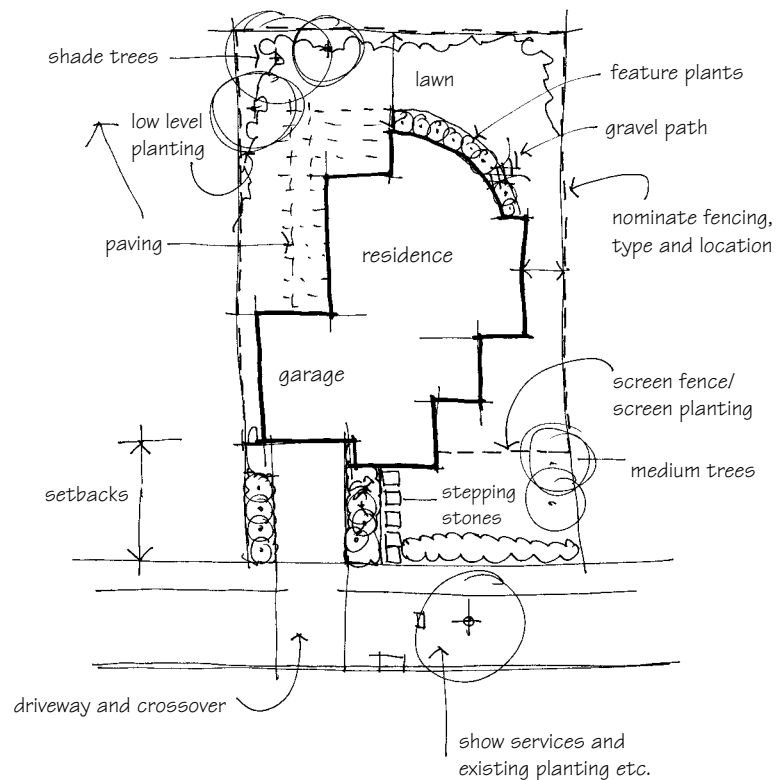 shade trees
lawn
feature plants
low level
planting
gravel path
nominate fencing,
type and location
paving
residence
garage
screen fence/
screen planting
medium trees
setbacks
stepping
stones
driveway and crossover
show services and
existing planting etc.